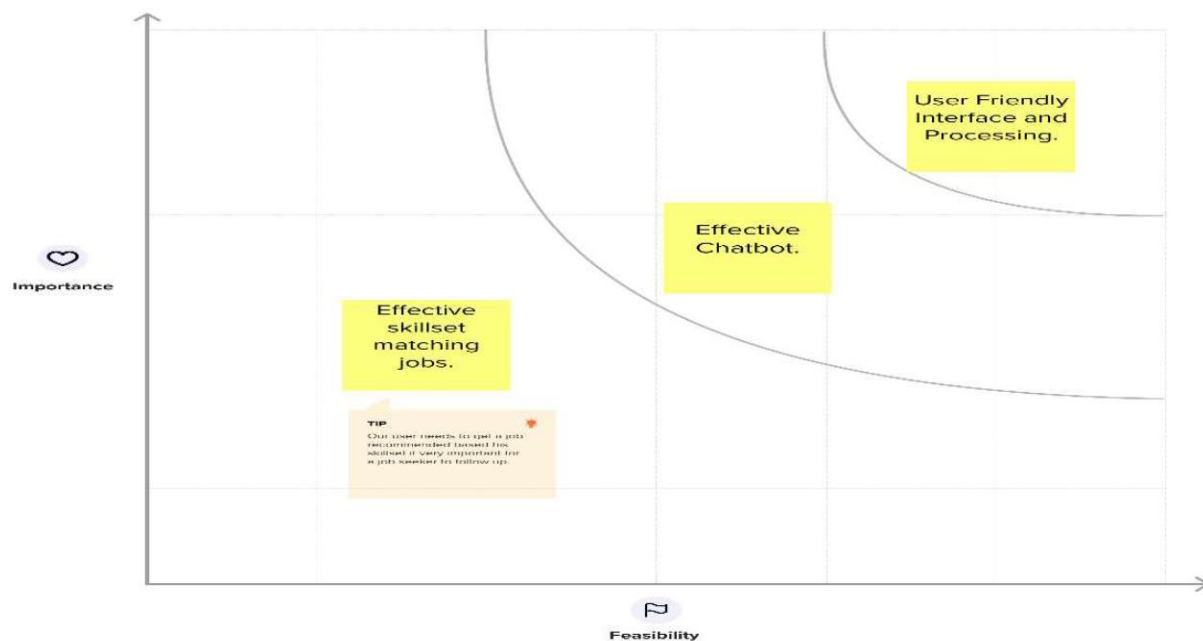 User Friendly
Interface and
Processing.
Effective
Chatbot.
Importance
Effective
skillset
matching
jobs.
TIP
Our user needs to get a job
recommended based his
skillset it very important for
a job seeker to follow up.
Feasibility